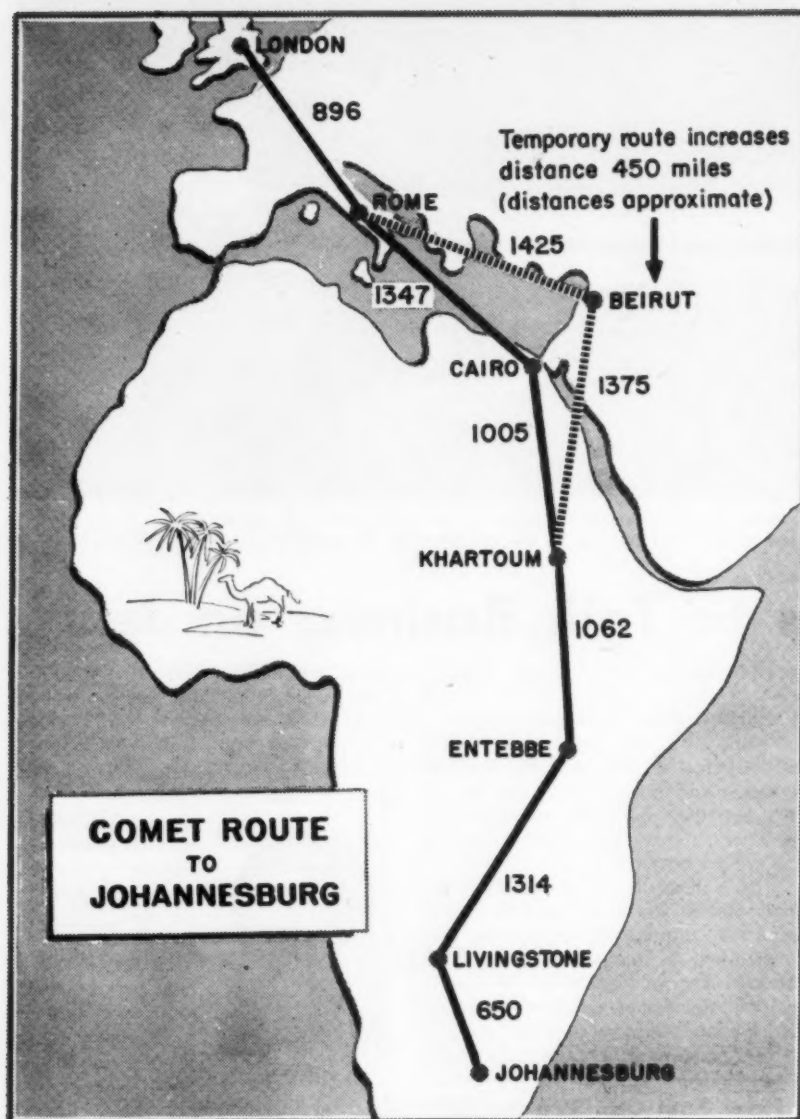 LONDON
896
Temporary route increases
distance 450 miles
(distances approximate)
ROME
1425
1347
BEIRUT
CAIRO
1375
1005
KHARTOUM
1062
ENTEBBE
COMET ROUTE
TO
JOHANNESBURG
1314
LIVINGSTONE
650
JOHANNESBURG